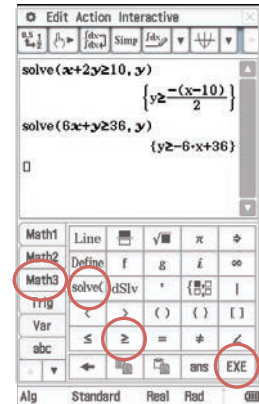 Edit Action Interactive
Simp
solve(x+2y≥10, y)
{y≥-(x-10)/2}
solve(6x+y≥36, y)
{y≥-6·x+36}
Math1 Line √ π ⇒
Math2 Define f g i ∞
Math3 solve( dSlv ' |
Trig < > ( ) { } [ ]
Var ≤ ≥ = ≠ ∠
abc
ans EXE
Alg Standard Real Rad